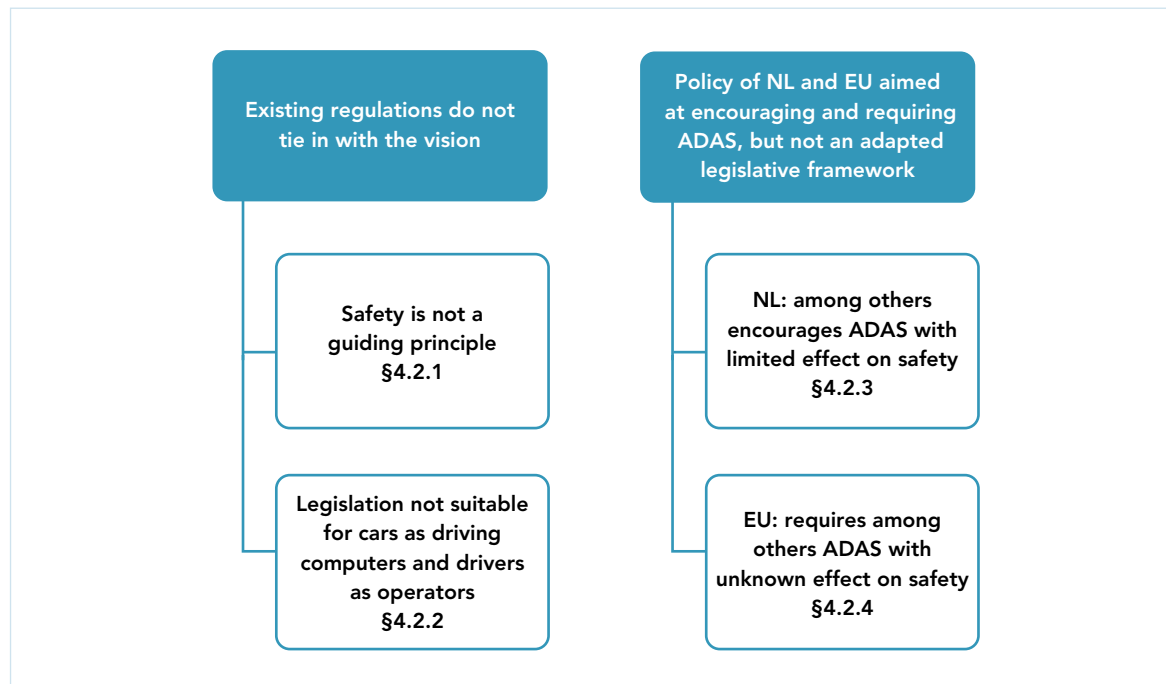 Existing regulations do not
tie in with the vision
Safety is not a
guiding principle
§4.2.1
Legislation not suitable
for cars as driving
computers and drivers
as operators
§4.2.2
Policy of NL and EU aimed
at encouraging and requiring
ADAS, but not an adapted
legislative framework
NL: among others
encourages ADAS with
limited effect on safety
§4.2.3
EU: requires among
others ADAS with
unknown effect on safety
§4.2.4